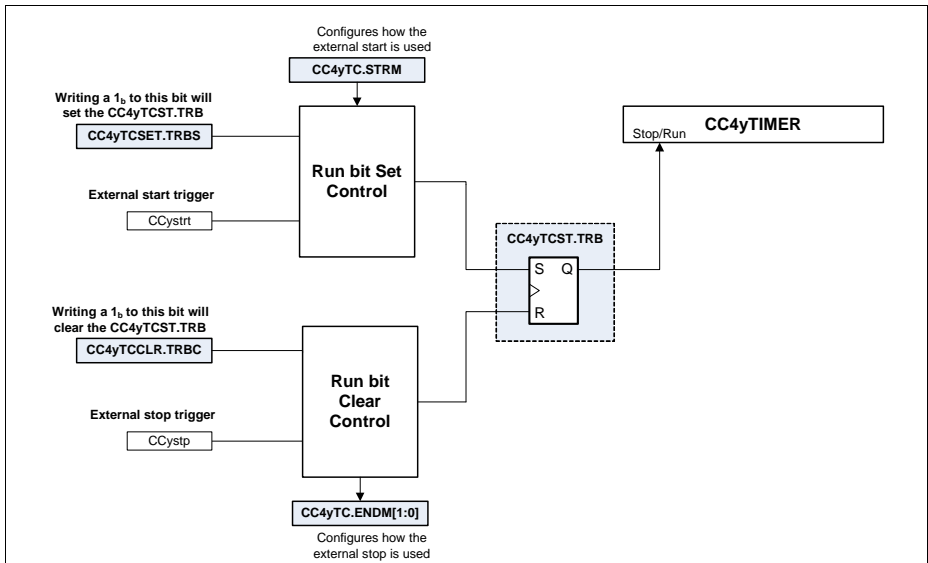 Configures how the
external start is used
CC4yTC.STRM
Writing a 1b to this bit will
set the CC4yTCST.TRB
CC4yTCSET.TRBS
External start trigger
CCystrt
Run bit Set
Control
CC4yTIMER
Stop/Run
CC4yTCST.TRB
S Q
R
Writing a 1b to this bit will
clear the CC4yTCST.TRB
CC4yTCCLR.TRBC
External stop trigger
CCystp
Run bit
Clear
Control
CC4yTC.ENDM[1:0]
Configures how the
external stop is used